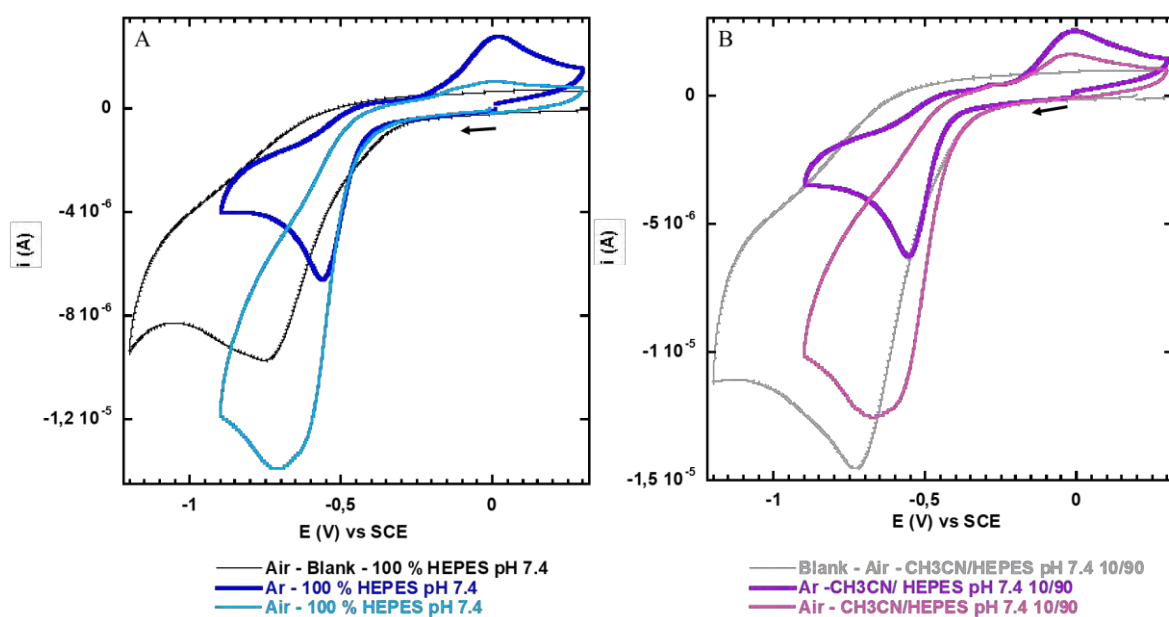 A
B
0
-4 10-6
-8 10-6
-1,2 10-5
i (A)
-1
-0,5
0
E (V) vs SCE
0
-5 10-6
-1 10-5
-1,5 10-5
i (A)
-1
-0,5
0
E (V) vs SCE
Air - Blank - 100 % HEPES pH 7.4
Ar - 100 % HEPES pH 7.4
Air - 100 % HEPES pH 7.4
Blank - Air - CH3CN/HEPES pH 7.4 10/90
Ar -CH3CN/ HEPES pH 7.4 10/90
Air - CH3CN/HEPES pH 7.4 10/90